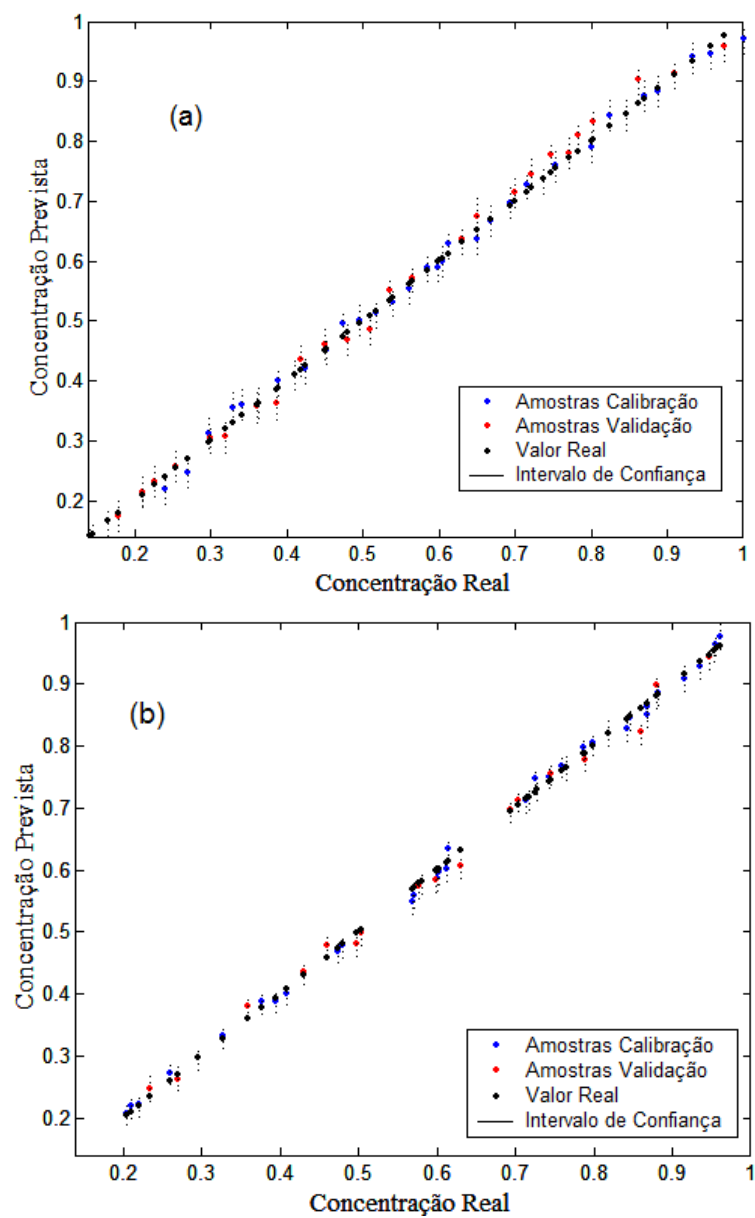 1
0.9
0.8
0.7
0.6
0.5
0.4
0.3
0.2
Concentração Prevista
(a)
Amostras Calibração
Amostras Validação
Valor Real
Intervalo de Confiança
0.2 0.3 0.4 0.5 0.6 0.7 0.8 0.9 1
Concentração Real
1
0.9
0.8
0.7
0.6
0.5
0.4
0.3
0.2
Concentração Prevista
(b)
Amostras Calibração
Amostras Validação
Valor Real
Intervalo de Confiança
0.2 0.3 0.4 0.5 0.6 0.7 0.8 0.9 1
Concentração Real